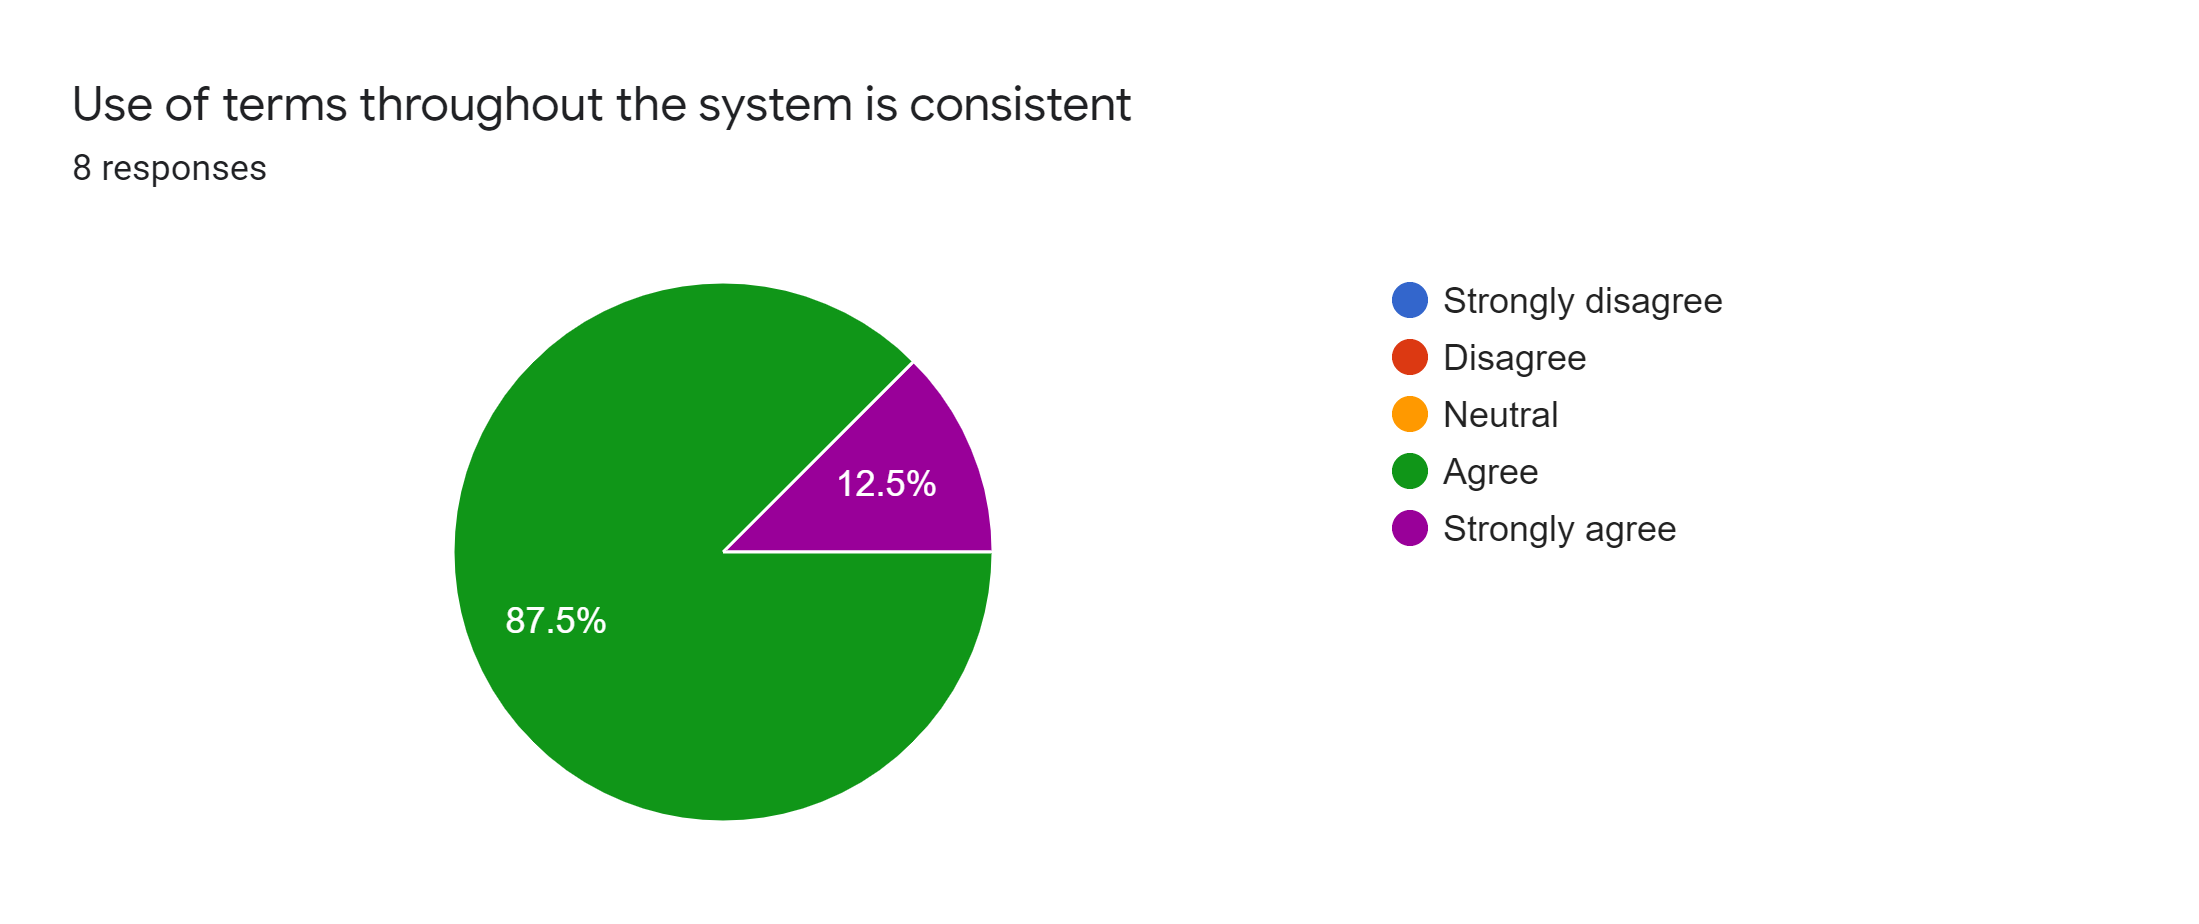 Use of terms throughout the system is consistent
8 responses
12.5%
87.5%
Strongly disagree
Disagree
Neutral
Agree
Strongly agree